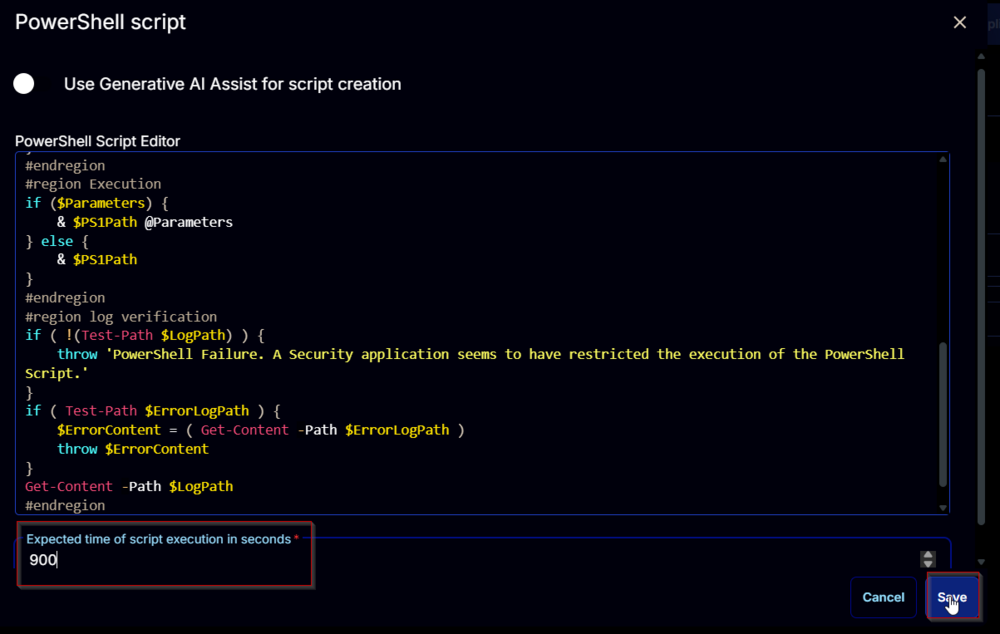 PowerShell script
Use Generative AI Assist for script creation
PowerShell Script Editor
}
#endregion
#region Execution
if ($Parameters) {
& $PS1Path @Parameters
} else {
& $PS1Path
}
#endregion
#region log verification
if ( !(Test-Path $LogPath) ) {
throw 'PowerShell Failure. A Security application seems to have restricted the execution of the PowerShell
Script.'
}
if ( Test-Path $ErrorLogPath ) {
$ErrorContent = ( Get-Content -Path $ErrorLogPath )
throw $ErrorContent
}
Get-Content -Path $LogPath
#endregion
Expected time of script execution in seconds *
900
Cancel
Save